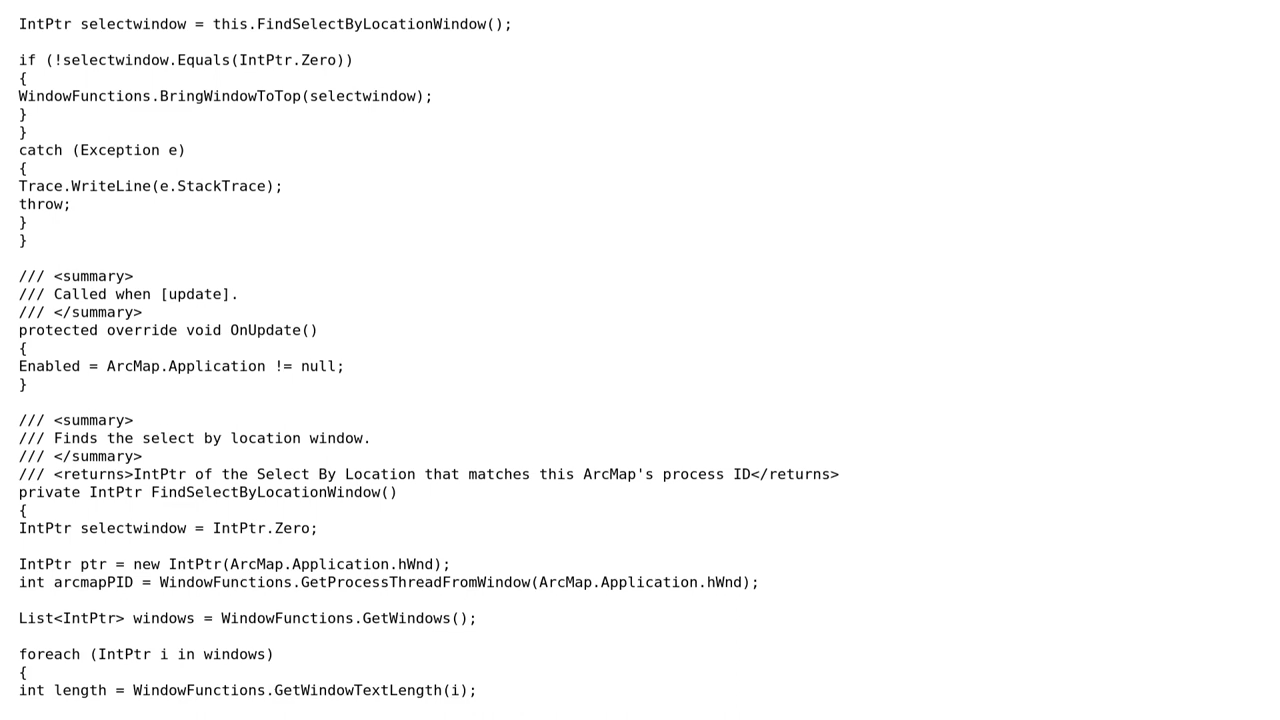 IntPtr selectwindow = this.FindSelectByLocationWindow();
if (!selectwindow.Equals(IntPtr.Zero))
{
WindowFunctions.BringWindowToTop(selectwindow);
}
}
catch (Exception e)
{
Trace.WriteLine(e.StackTrace);
throw;
}
}
/// <summary>
/// Called when [update].
/// </summary>
protected override void OnUpdate()
{
Enabled = ArcMap.Application != null;
}
/// <summary>
/// Finds the select by location window.
/// </summary>
/// <returns>IntPtr of the Select By Location that matches this ArcMap's process ID</returns>
private IntPtr FindSelectByLocationWindow()
{
IntPtr selectwindow = IntPtr.Zero;
IntPtr ptr = new IntPtr(ArcMap.Application.hWnd);
int arcmapPID = WindowFunctions.GetProcessThreadFromWindow(ArcMap.Application.hWnd);
List<IntPtr> windows = WindowFunctions.GetWindows();
foreach (IntPtr i in windows)
{
int length = WindowFunctions.GetWindowTextLength(i);